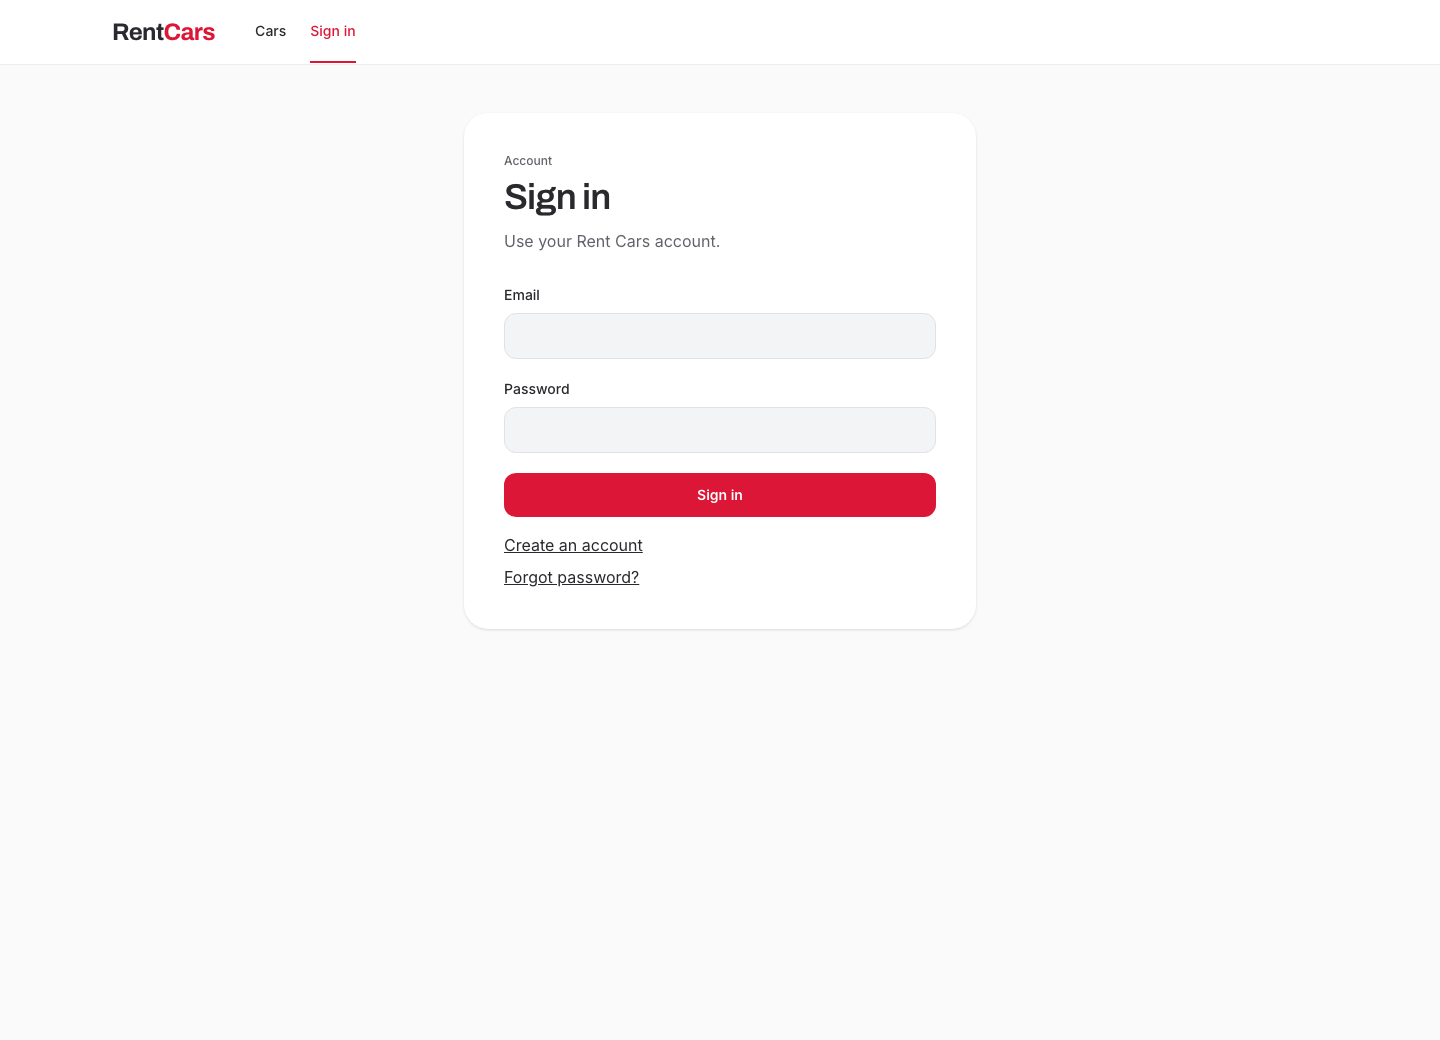 RentCars
Cars
Sign in
Account
Sign in
Use your Rent Cars account.
Email
Password
Sign in
Create an account
Forgot password?